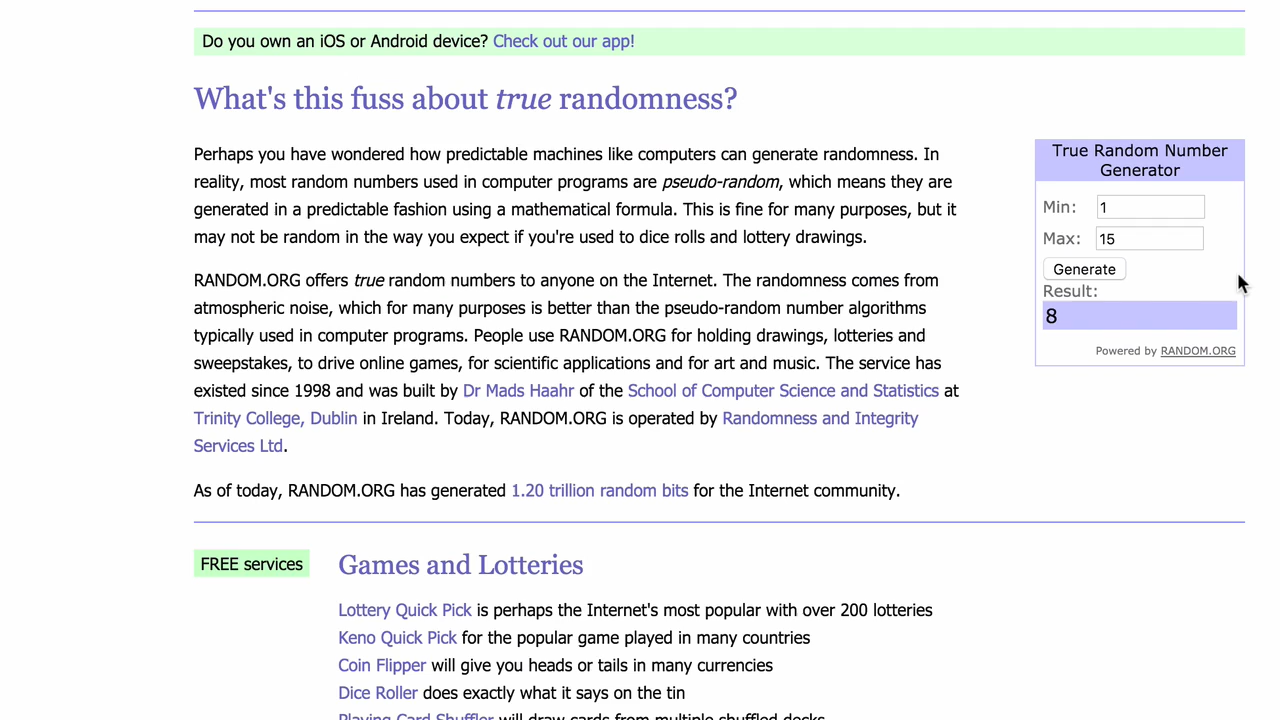 Do you own an iOS or Android device? Check out our app!
What's this fuss about true randomness?
Perhaps you have wondered how predictable machines like computers can generate randomness. In
reality, most random numbers used in computer programs are pseudo-random, which means they are
generated in a predictable fashion using a mathematical formula. This is fine for many purposes, but it
may not be random in the way you expect if you're used to dice rolls and lottery drawings.
RANDOM.ORG offers true random numbers to anyone on the Internet. The randomness comes from
atmospheric noise, which for many purposes is better than the pseudo-random number algorithms
typically used in computer programs. People use RANDOM.ORG for holding drawings, lotteries and
sweepstakes, to drive online games, for scientific applications and for art and music. The service has
existed since 1998 and was built by Dr Mads Haahr of the School of Computer Science and Statistics at
Trinity College, Dublin in Ireland. Today, RANDOM.ORG is operated by Randomness and Integrity
Services Ltd.
As of today, RANDOM.ORG has generated 1.20 trillion random bits for the Internet community.
True Random Number
Generator
Min: 1
Max: 15
Generate
Result:
8
Powered by RANDOM.ORG
FREE services
Games and Lotteries
Lottery Quick Pick is perhaps the Internet's most popular with over 200 lotteries
Keno Quick Pick for the popular game played in many countries
Coin Flipper will give you heads or tails in many currencies
Dice Roller does exactly what it says on the tin
Playing Card Shuffler will draw cards from multiple shuffled decks